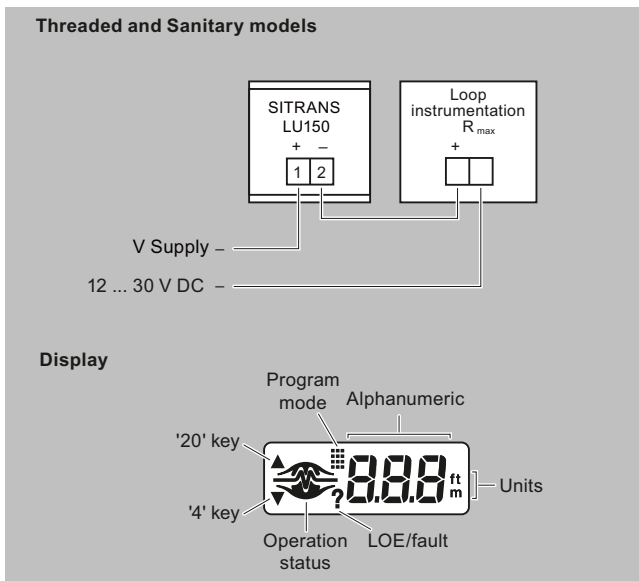 Threaded and Sanitary models
SITRANS
LU150
+ –
1 2
Loop
instrumentation
R max
+
V Supply –
12 ... 30 V DC –
Display
Program
mode
Alphanumeric
'20' key
8.8.8
ft
m
Units
'4' key
?
Operation
status
LOE/fault